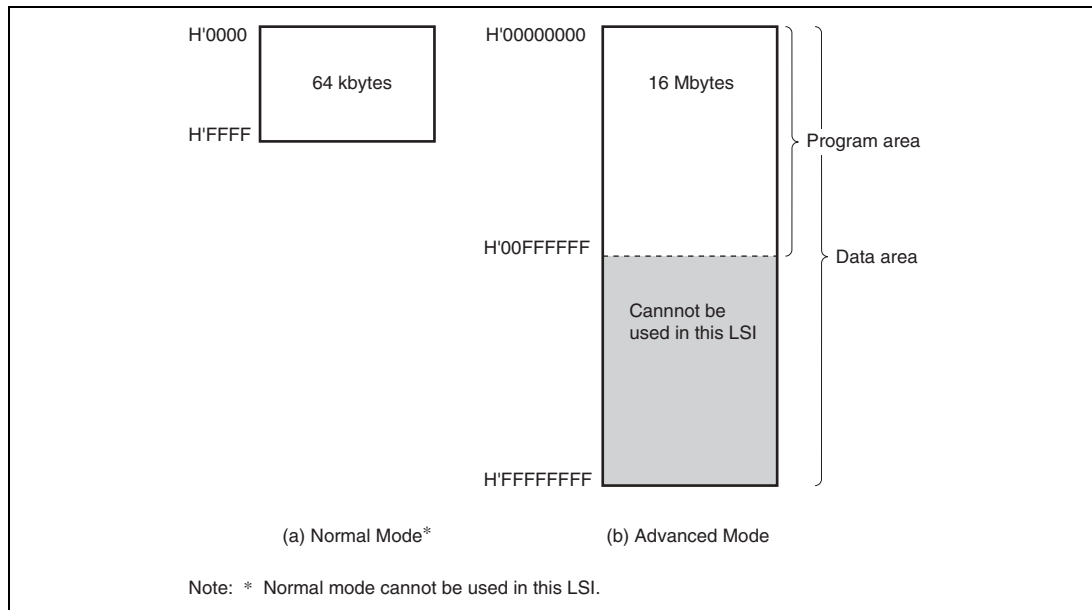 H'0000
64 kbytes
H'FFFF
H'00000000
16 Mbytes
Program area
H'00FFFFFF
Data area
Cannnot be
used in this LSI
H'FFFFFFFF
(a) Normal Mode*
(b) Advanced Mode
Note: * Normal mode cannot be used in this LSI.